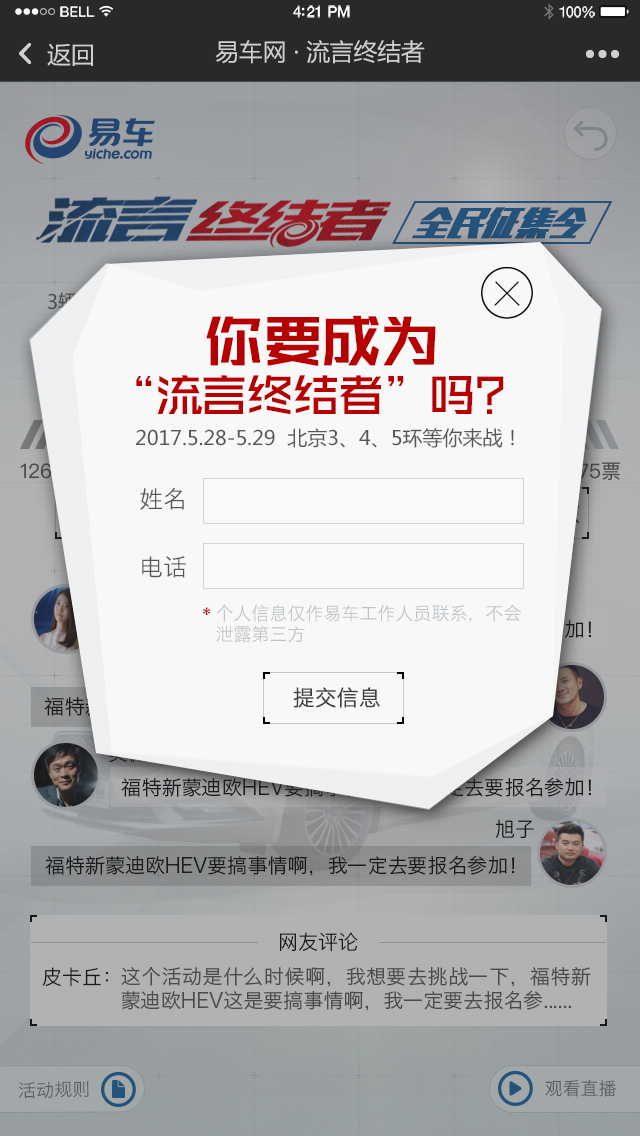 BELL 4:21 PM 100%
返回 易车网 · 流言终结者
易车
yiche.com
流言终结者 全民征集令
3辆
你要成为
“流言终结者”吗?
2017.5.28-5.29 北京3、4、5环等你来战！
126 75票
姓名
电话
* 个人信息仅作易车工作人员联系，不会
泄露第三方
加！
提交信息
福特
福特新蒙迪欧HEV要搞事 定去要报名参加！
旭子
福特新蒙迪欧HEV要搞事情啊，我一定去要报名参加！
网友评论
皮卡丘：这个活动是什么时候啊，我想要去挑战一下，福特新
蒙迪欧HEV这是要搞事情啊，我一定要去报名参......
活动规则 观看直播